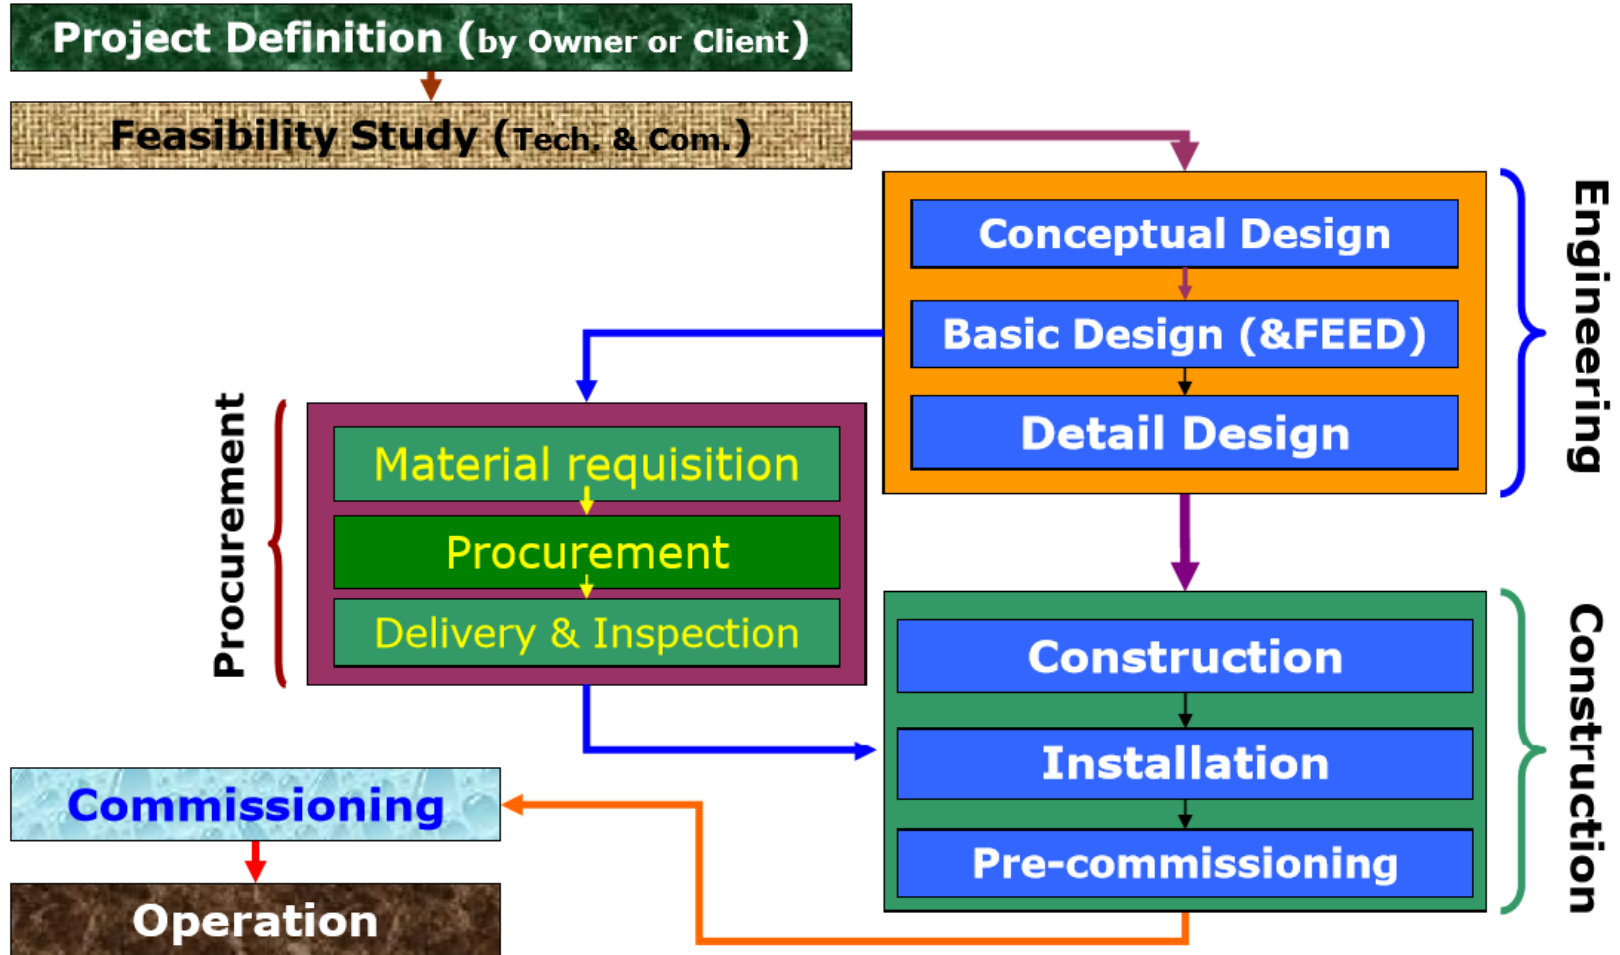 Project Definition (by Owner or Client)
Feasibility Study (Tech. & Com.)
Conceptual Design
Basic Design (&FEED)
Detail Design
Engineering
Procurement
Material requisition
Procurement
Delivery & Inspection
Construction
Installation
Pre-commissioning
Construction
Commissioning
Operation